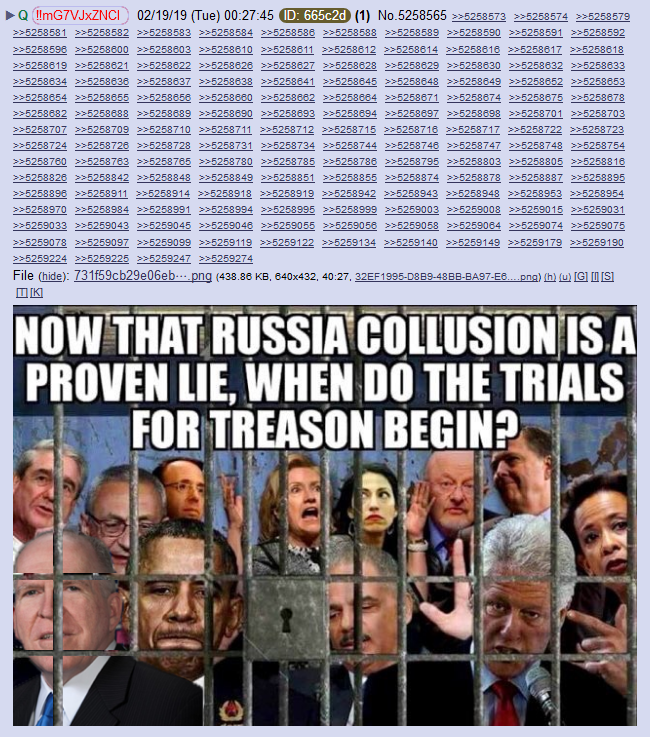 ▶ Q !!mG7VJxZNCI 02/19/19 (Tue) 00:27:45 ID: 665c2d (1) No.5258565 >>5258573 >>5258574 >>5258579
>>5258581 >>5258582 >>5258583 >>5258584 >>5258586 >>5258588 >>5258589 >>5258590 >>5258591 >>5258592
>>5258596 >>5258600 >>5258603 >>5258610 >>5258611 >>5258612 >>5258614 >>5258616 >>5258617 >>5258618
>>5258619 >>5258621 >>5258622 >>5258626 >>5258627 >>5258628 >>5258629 >>5258630 >>5258632 >>5258633
>>5258634 >>5258636 >>5258637 >>5258638 >>5258641 >>5258645 >>5258648 >>5258649 >>5258652 >>5258653
>>5258654 >>5258655 >>5258656 >>5258660 >>5258662 >>5258664 >>5258671 >>5258674 >>5258675 >>5258678
>>5258682 >>5258688 >>5258689 >>5258690 >>5258693 >>5258694 >>5258697 >>5258698 >>5258701 >>5258703
>>5258707 >>5258709 >>5258710 >>5258711 >>5258712 >>5258715 >>5258716 >>5258717 >>5258722 >>5258723
>>5258724 >>5258726 >>5258728 >>5258731 >>5258734 >>5258744 >>5258746 >>5258747 >>5258748 >>5258754
>>5258760 >>5258763 >>5258765 >>5258780 >>5258785 >>5258786 >>5258795 >>5258803 >>5258805 >>5258816
>>5258826 >>5258842 >>5258848 >>5258849 >>5258851 >>5258855 >>5258874 >>5258878 >>5258887 >>5258895
>>5258896 >>5258911 >>5258914 >>5258918 >>5258919 >>5258942 >>5258943 >>5258948 >>5258953 >>5258954
>>5258970 >>5258984 >>5258991 >>5258994 >>5258995 >>5258999 >>5259003 >>5259008 >>5259015 >>5259031
>>5259033 >>5259043 >>5259045 >>5259046 >>5259055 >>5259056 >>5259058 >>5259064 >>5259074 >>5259075
>>5259078 >>5259097 >>5259099 >>5259119 >>5259122 >>5259134 >>5259140 >>5259149 >>5259179 >>5259190
>>5259224 >>5259225 >>5259247 >>5259274
File (hide): 731f59cb29e06eb⋯.png (438.86 KB, 640x432, 40:27, 32EF1995-D8B9-48BB-BA97-E6….png) (h) (u) [G] [I] [S]
[T] [K]
NOW THAT RUSSIA COLLUSION IS A
PROVEN LIE, WHEN DO THE TRIALS
FOR TREASON BEGIN?